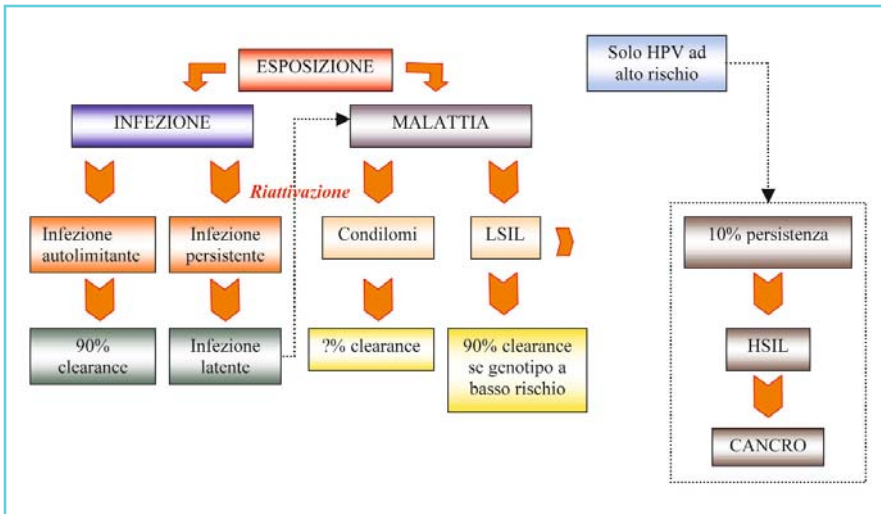 ESPOSIZIONE
Solo HPV ad
alto rischio
INFEZIONE
MALATTIA
Riattivazione
Infezione
autolimitante
Infezione
persistente
Condilomi
LSIL
10% persistenza
90%
clearance
Infezione
latente
?% clearance
90% clearance
se genotipo a
basso rischio
HSIL
CANCRO